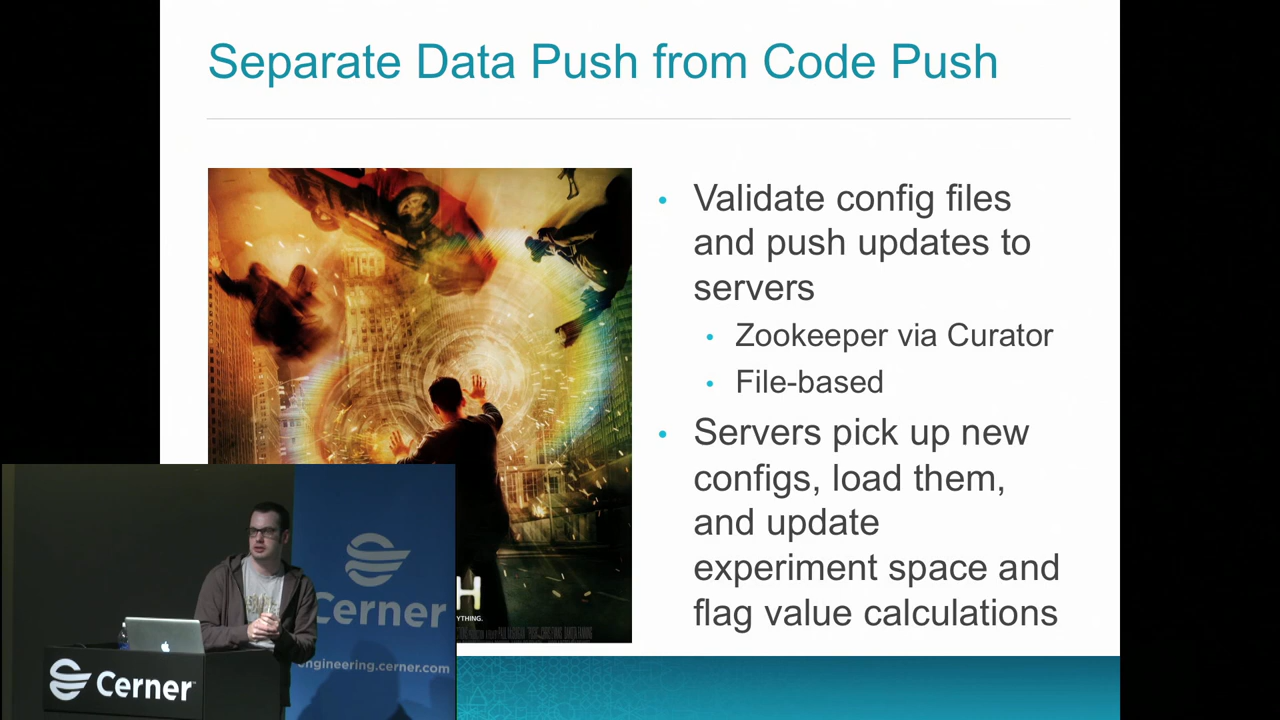 Separate Data Push from Code Push
• Validate config files
and push updates to
servers
• Zookeeper via Curator
• File-based
• Servers pick up new
configs, load them,
and update
experiment space and
flag value calculations
H
YTHING.
Cerner
engineering.cerner.com
Cerner